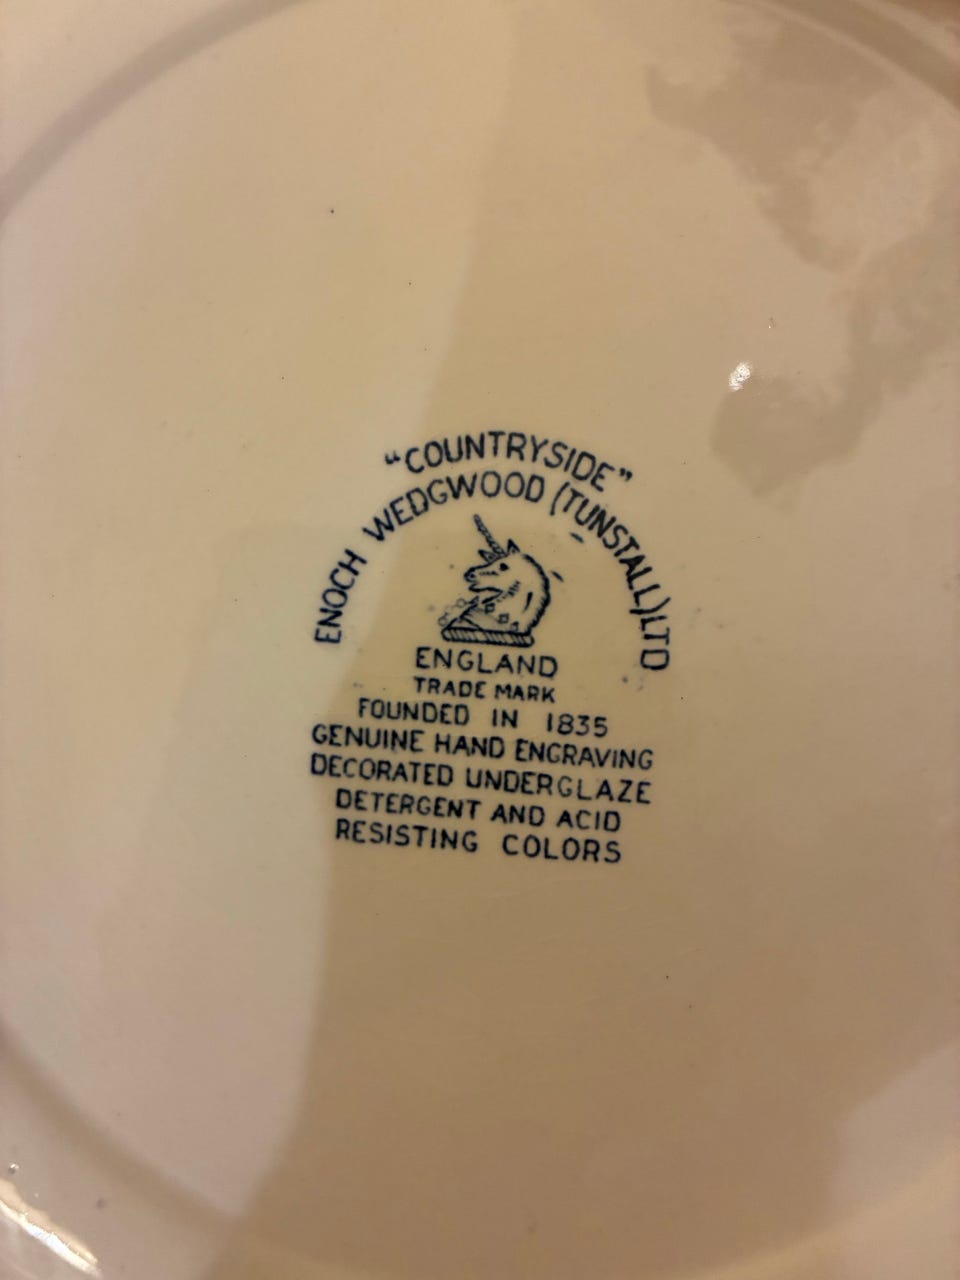 "COUNTRYSIDE"
ENOCH WEDGWOOD (TUNSTALL) LTD
ENGLAND
TRADE MARK
FOUNDED IN 1835
GENUINE HAND ENGRAVING
DECORATED UNDERGLAZE
DETERGENT AND ACID
RESISTING COLORS